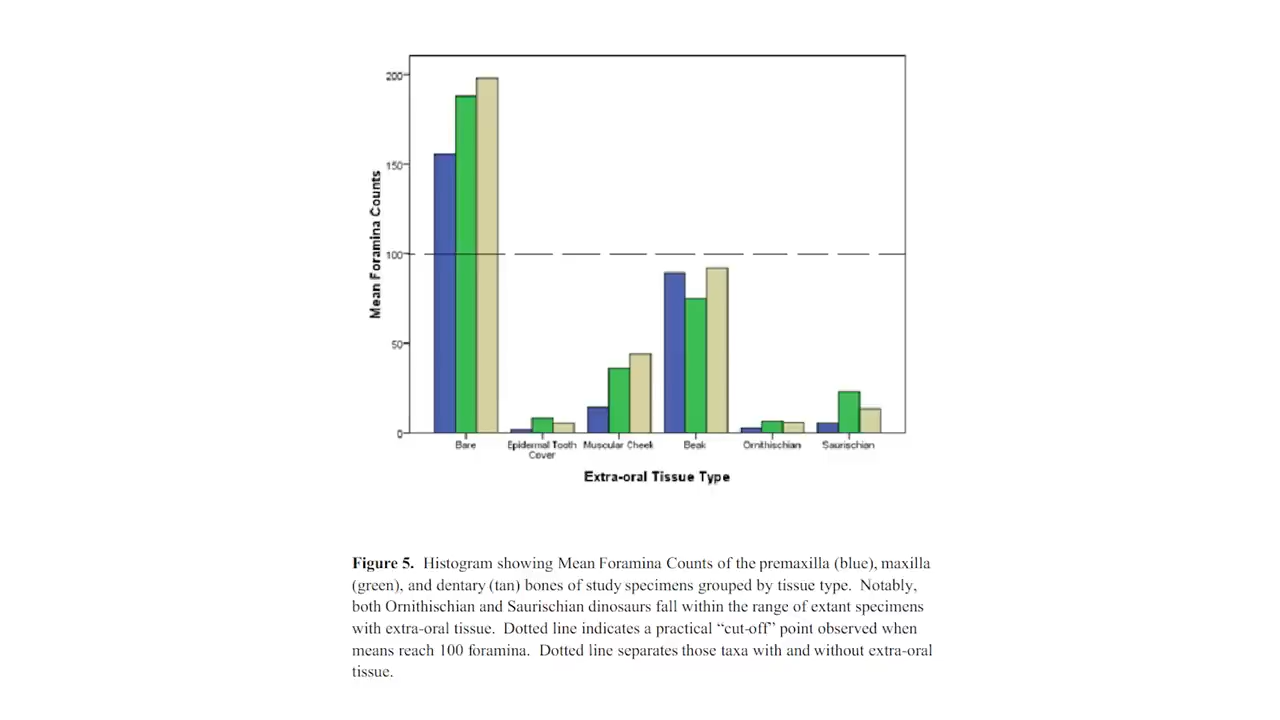 200
150
100
50
0
Mean Foramina Counts
Bare
Epidermal Tooth Cover
Muscular Cheek
Beak
Ornithischian
Saurischian
Extra-oral Tissue Type
Figure 5. Histogram showing Mean Foramina Counts of the premaxilla (blue), maxilla
(green), and dentary (tan) bones of study specimens grouped by tissue type. Notably,
both Ornithischian and Saurischian dinosaurs fall within the range of extant specimens
with extra-oral tissue. Dotted line indicates a practical “cut-off” point observed when
means reach 100 foramina. Dotted line separates those taxa with and without extra-oral
tissue.